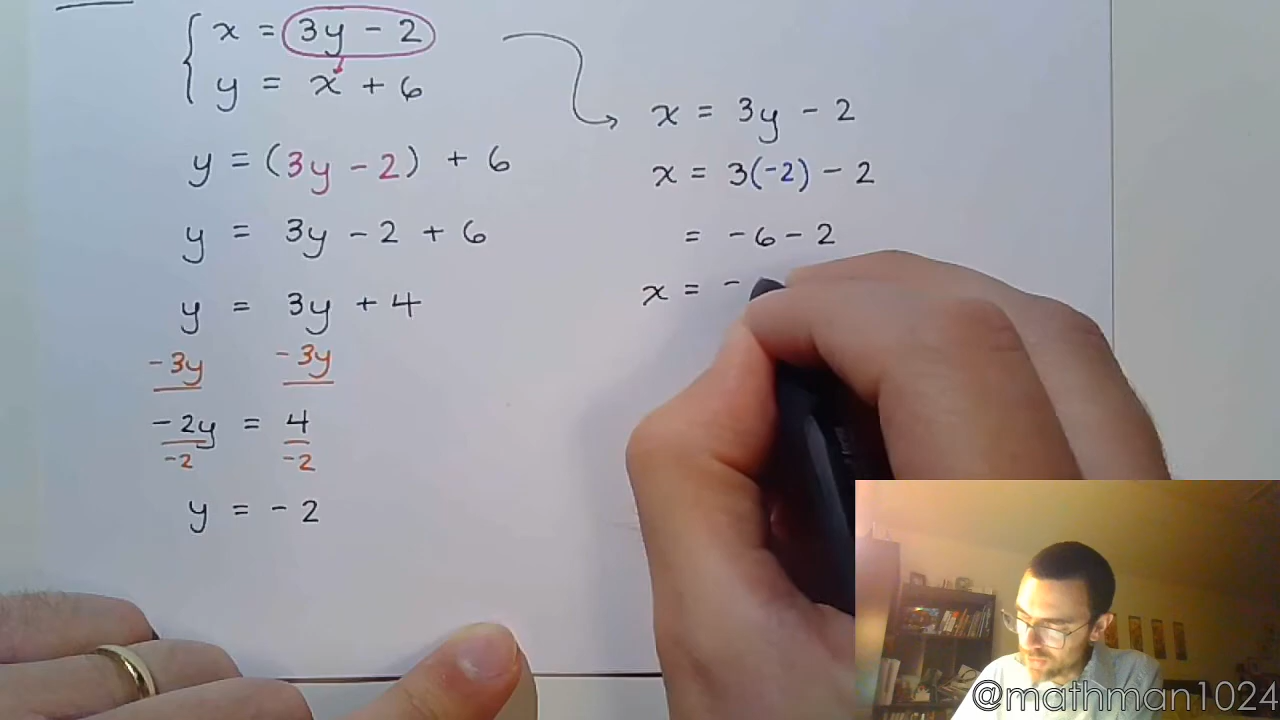 x = 3y - 2
y = x + 6
y = (3y - 2) + 6
y = 3y - 2 + 6
y = 3y + 4
-3y -3y
-2y = 4
-2 -2
y = -2
x = 3y - 2
x = 3(-2) - 2
= -6 - 2
x = -
@mathman1024